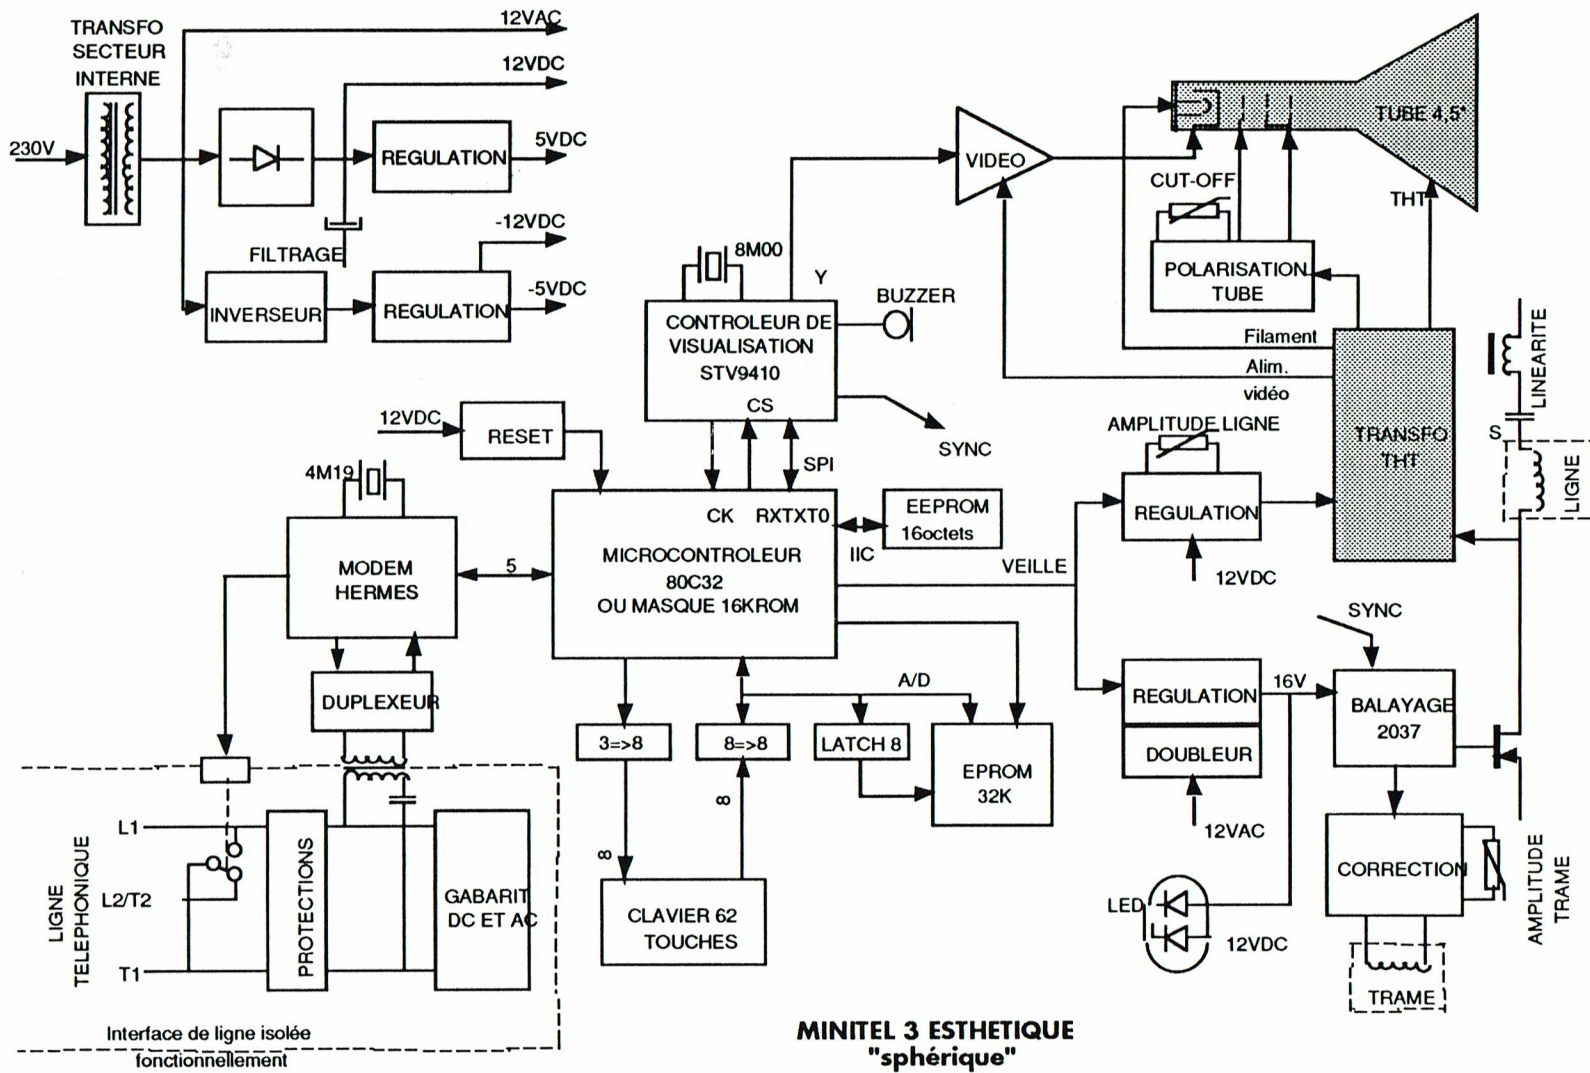 TRANSFO
SECTEUR
INTERNE
12VAC
12VDC
230V
REGULATION
5VDC
-12VDC
FILTRAGE
INVERSEUR
REGULATION
-5VDC
VIDEO
TUBE 4,5"
CUT-OFF
THT
POLARISATION
TUBE
8M00
Y
BUZZER
CONTROLEUR DE
VISUALISATION
STV9410
CS
SYNC
SPI
Filament
Alim.
vidéo
LINEARITE
S
LIGNE
TRANSFO
THT
AMPLITUDE LIGNE
REGULATION
12VDC
12VDC
RESET
4M19
MODEM
HERMES
5
CK
RXTXT0
MICROCONTROLEUR
80C32
OU MASQUE 16KROM
EEPROM
16octets
IIC
VEILLE
DUPLEXEUR
A/D
3=>8
8=>8
LATCH 8
EPROM
32K
8
8
CLAVIER 62
TOUCHES
REGULATION
DOUBLEUR
12VAC
16V
SYNC
BALAYAGE
2037
CORRECTION
AMPLITUDE
TRAME
TRAME
LED
12VDC
LIGNE
TELEPHONIQUE
L1
L2/T2
T1
PROTECTIONS
GABARIT
DC ET AC
Interface de ligne isolée
fonctionnellement
MINITEL 3 ESTHETIQUE
"sphérique"